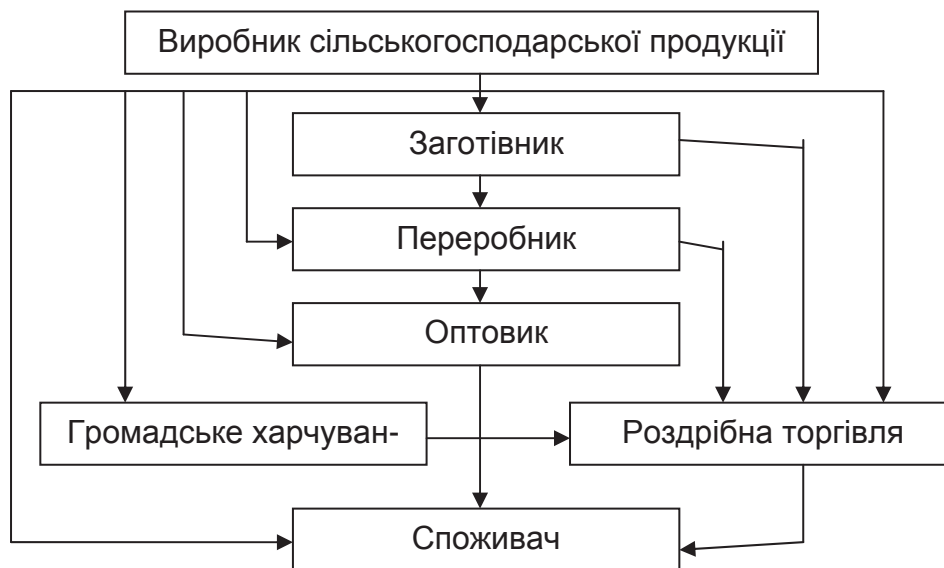 Виробник сільськогосподарської продукції
Заготівник
Переробник
Оптовик
Громадське харчуван-
Роздрібна торгівля
Споживач